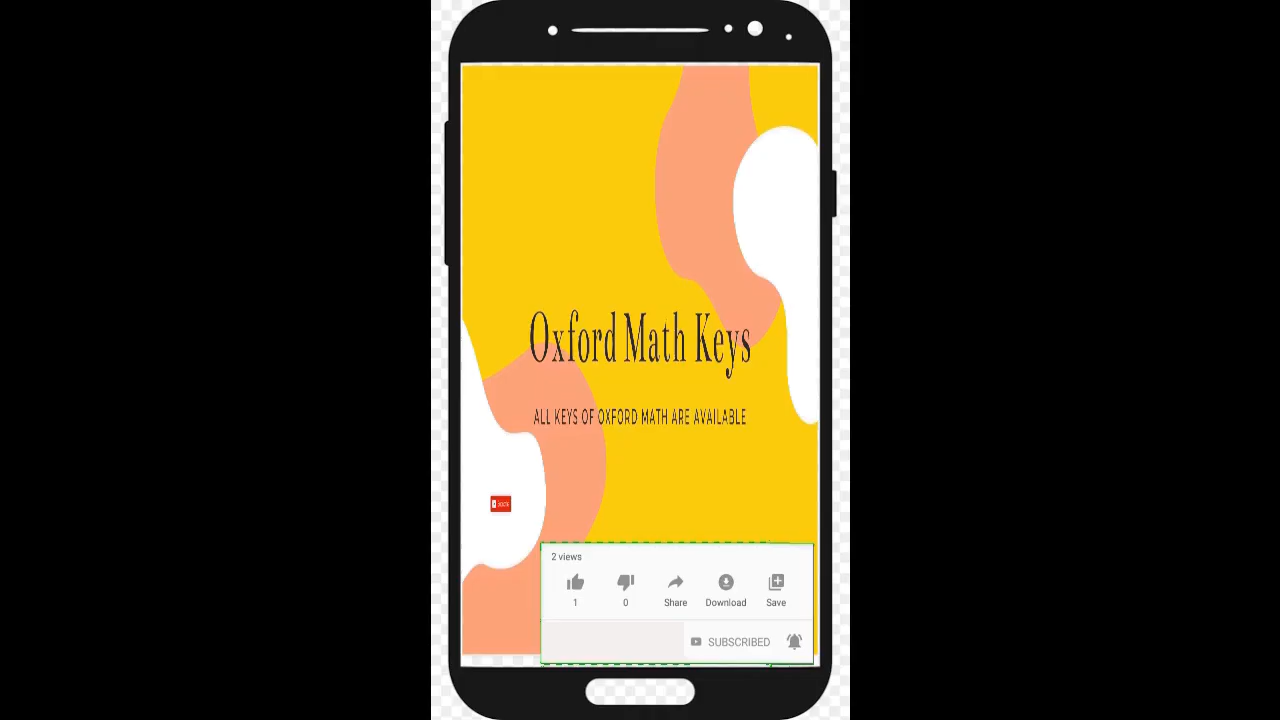 Oxford Math Keys
ALL KEYS OF OXFORD MATH ARE AVAILABLE
2 views
1 0 Share Download Save
SUBSCRIBED